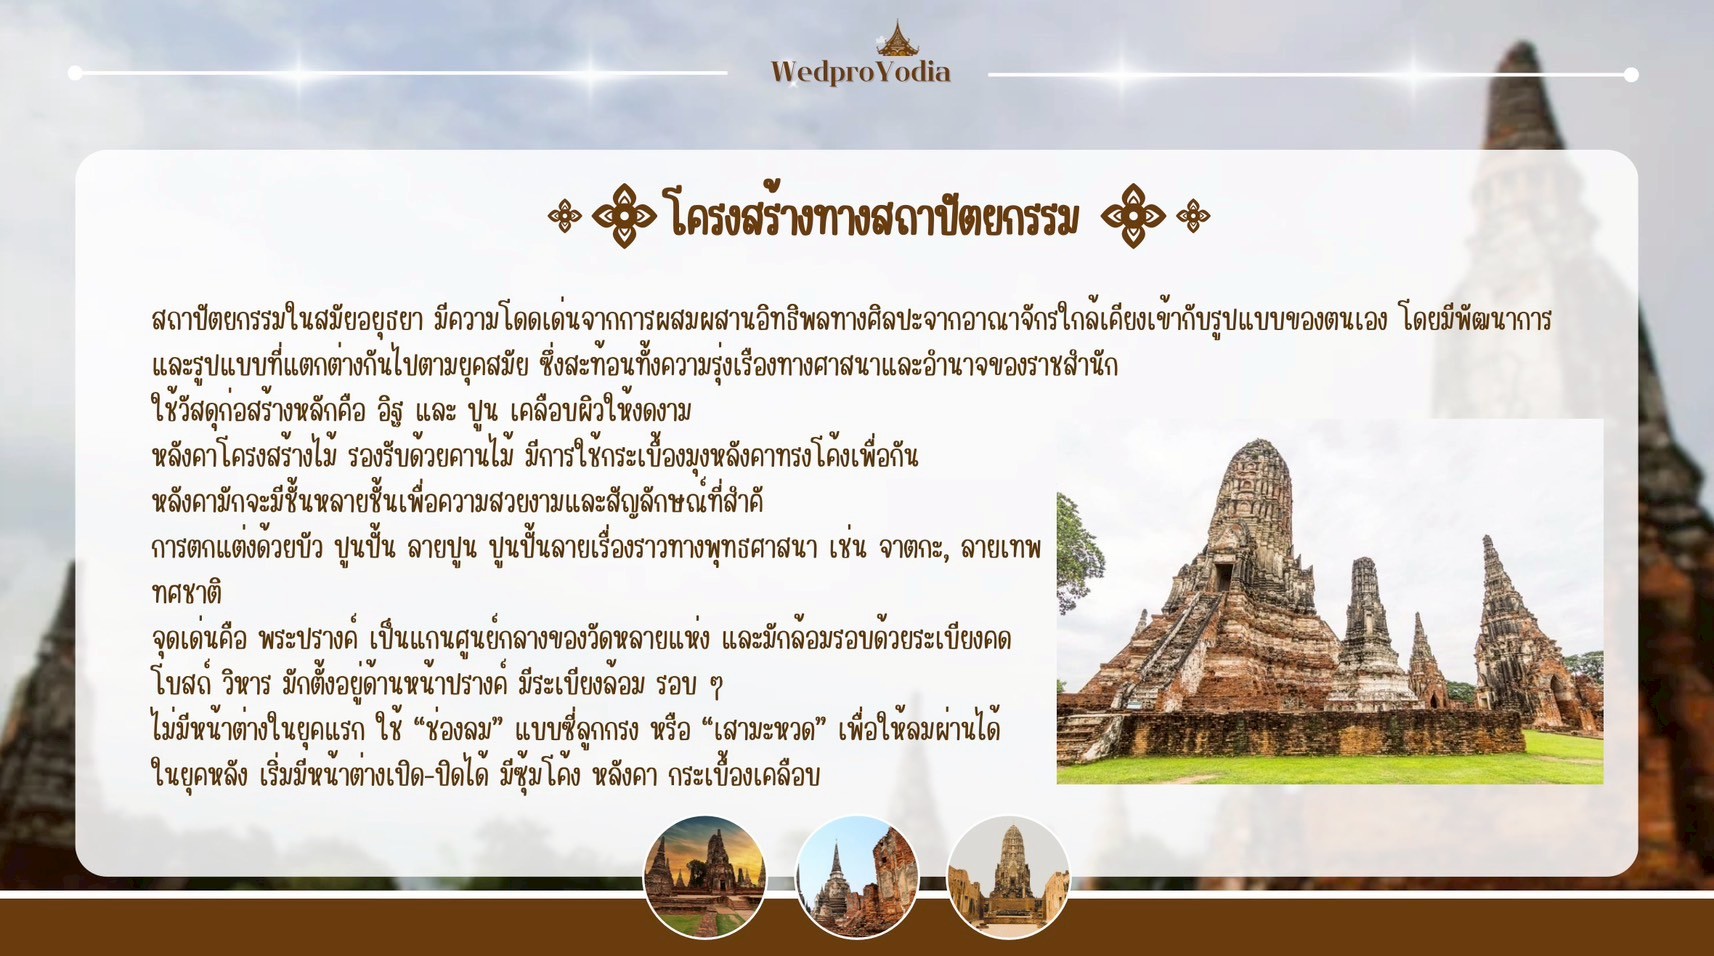 WedproYodia
โครงสร้างทางสถาปัตยกรรม
สถาปัตยกรรมในสมัยอยุธยา มีความโดดเด่นจากการผสมผสานอิทธิพลทางศิลปะจากอาณาจักรใกล้เคียงเข้ากับรูปแบบของตนเอง โดยมีพัฒนาการ
และรูปแบบที่แตกต่างกันไปตามยุคสมัย ซึ่งสะท้อนทั้งความรุ่งเรืองทางศาสนาและอำนาจของราชสำนัก
ใช้วัสดุก่อสร้างหลักคือ อิฐ และ ปูน เคลือบผิวให้งดงาม
หลังคาโครงสร้างไม้ รองรับด้วยคานไม้ มีการใช้กระเบื้องมุงหลังคาทรงโค้งเพื่อกัน
หลังคามักจะมีชั้นหลายชั้นเพื่อความสวยงามและสัญลักษณ์ที่สำคั
การตกแต่งด้วยบัว ปูนปั้น ลายปูน ปูนปั้นลายเรื่องราวทางพุทธศาสนา เช่น จาตกะ, ลายเทพ
ทศชาติ
จุดเด่นคือ พระปรางค์ เป็นแกนศูนย์กลางของวัดหลายแห่ง และมักล้อมรอบด้วยระเบียงคด
โบสถ์ วิหาร มักตั้งอยู่ด้านหน้าปรางค์ มีระเบียงล้อม รอบ ๆ
ไม่มีหน้าต่างในยุคแรก ใช้ “ช่องลม” แบบซี่ลูกกรง หรือ “เสามะหวด” เพื่อให้ลมผ่านได้
ในยุคหลัง เริ่มมีหน้าต่างเปิด-ปิดได้ มีซุ้มโค้ง หลังคา กระเบื้องเคลือบ